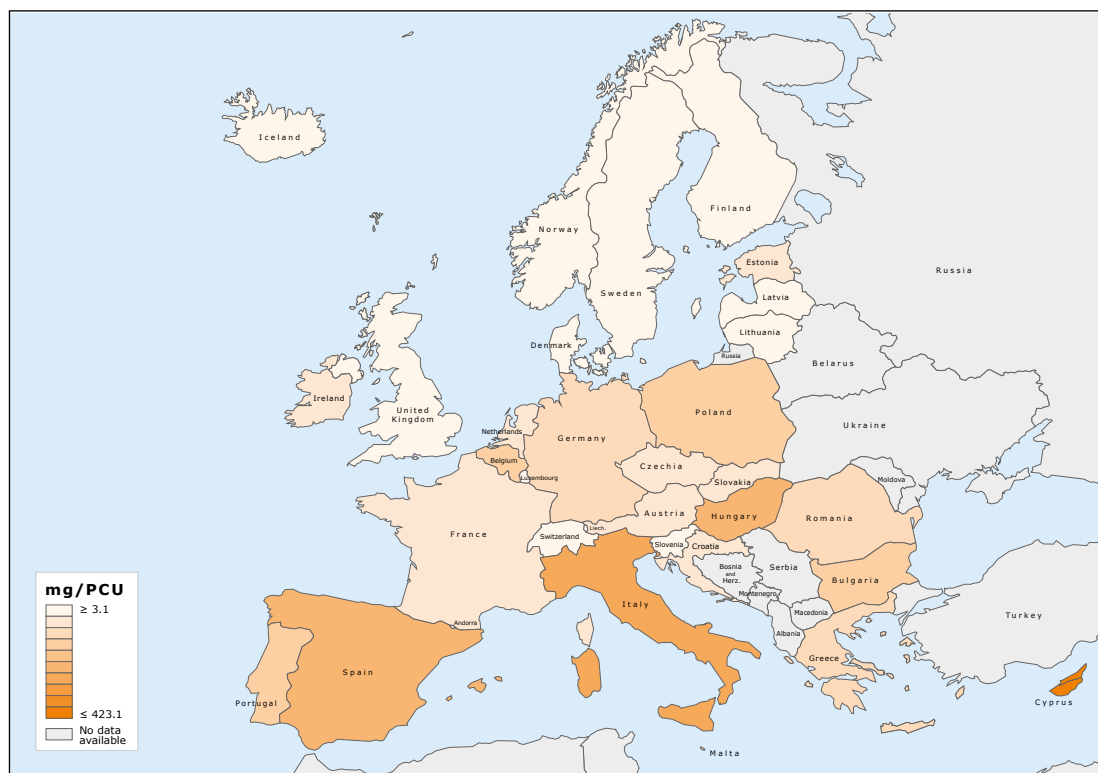 Iceland
Finland
Norway
Estonia
Russia
Sweden
Latvia
Lithuania
Denmark
Russia
Belarus
Ireland
United
Kingdom
Poland
Ukraine
Netherlands
Germany
Belgium
Czechia
Luxembourg
Slovakia
Moldova
Austria
Hungary
Romania
France
Liech.
Switzerland
Slovenia
Croatia
Bosnia
and
Herz.
Serbia
Bulgaria
Montenegro
Italy
Macedonia
Turkey
Andorra
Albania
Greece
Spain
Portugal
Cyprus
Malta
mg/PCU
≥ 3.1
≤ 423.1
No data
available